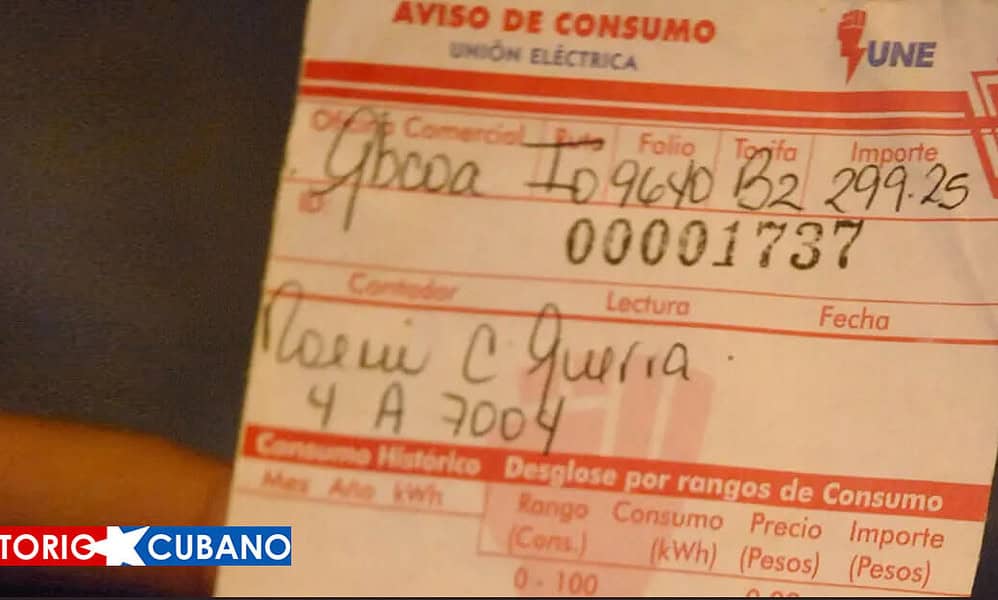 AVISO DE CONSUMO
UNIÓN ELÉCTRICA
UNE
Oficina Comercial Ruta Folio Tarifa Importe
Gbcoa 10 9640 B2 299.25
ID
00001737
Contador Lectura Fecha
Noemi C Guerra
4 A 7004
Consumo Histórico Desglose por rangos de Consumo
Mes Año kWh
Rango (Cons.) Consumo (kWh) Precio (Pesos) Importe (Pesos)
0 - 100
TORIO CUBANO